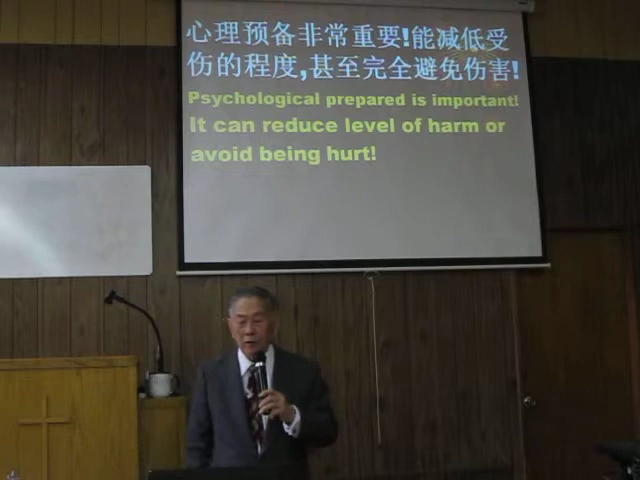 心理预备非常重要!能减低受
伤的程度,甚至完全避免伤害!
Psychological prepared is important!
It can reduce level of harm or
avoid being hurt!